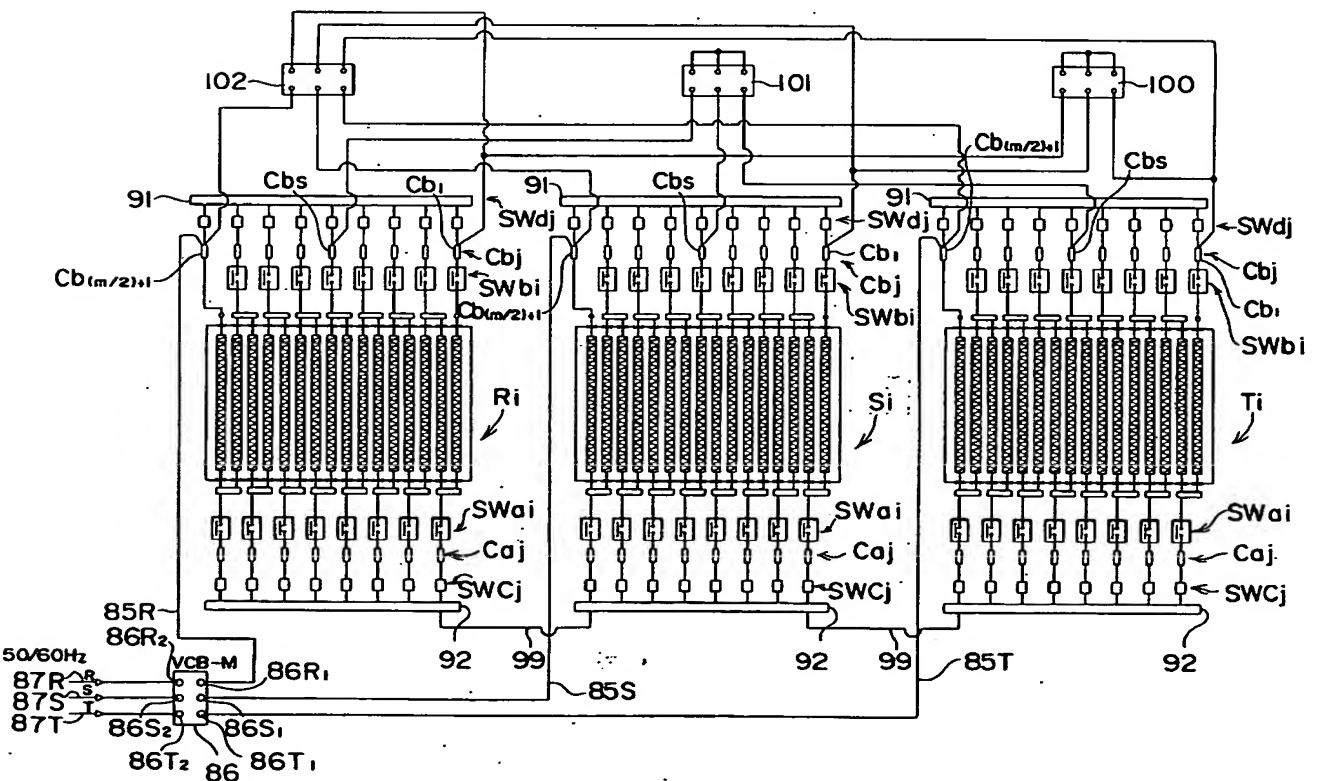 102
101
100
Cb(m/2)+1
Cbs
Cb1
Cbs
Cbs
91
91
91
SWdj
SWdj
SWdj
Cbj
Cb1
Cbj
Cb(m/2)+1
SWbi
Cbj
Cb1
Cb(m/2)+1
SWbi
SWbi
Ri
Si
Ti
SWai
SWai
SWai
Caj
Caj
Caj
SWCj
SWCj
SWCj
85R
86R2
50/60Hz
VCB-M
92
99
92
99
85T
92
87R
R
86R1
85S
87S
S
87T
T
86S2
86S1
86T2
86
86T1